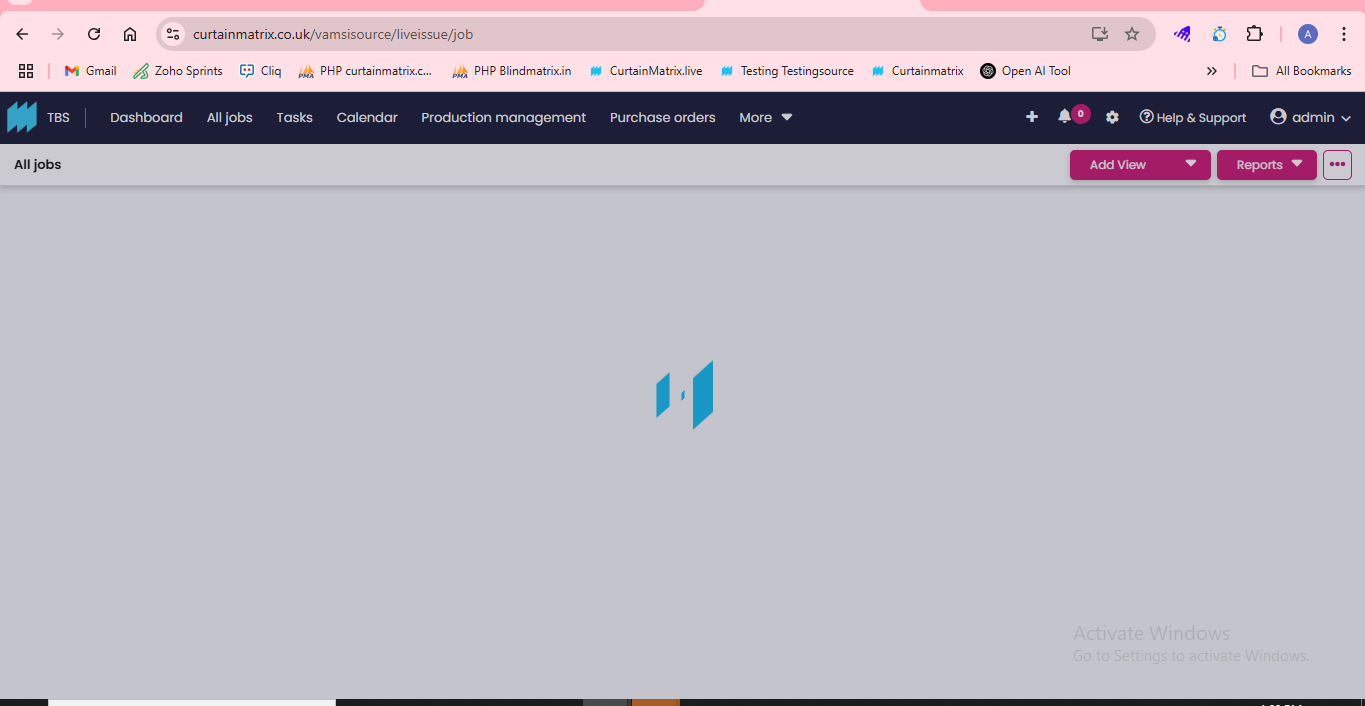 curtainmatrix.co.uk/vamsisource/liveissue/job
A
Gmail Zoho Sprints Cliq PHP curtainmatrix.c... PHP Blindmatrix.in CurtainMatrix.live Testing Testingsource Curtainmatrix Open AI Tool » All Bookmarks
TBS Dashboard All jobs Tasks Calendar Production management Purchase orders More 0 Help & Support admin
All jobs Add View Reports
Activate Windows
Go to Settings to activate Windows.